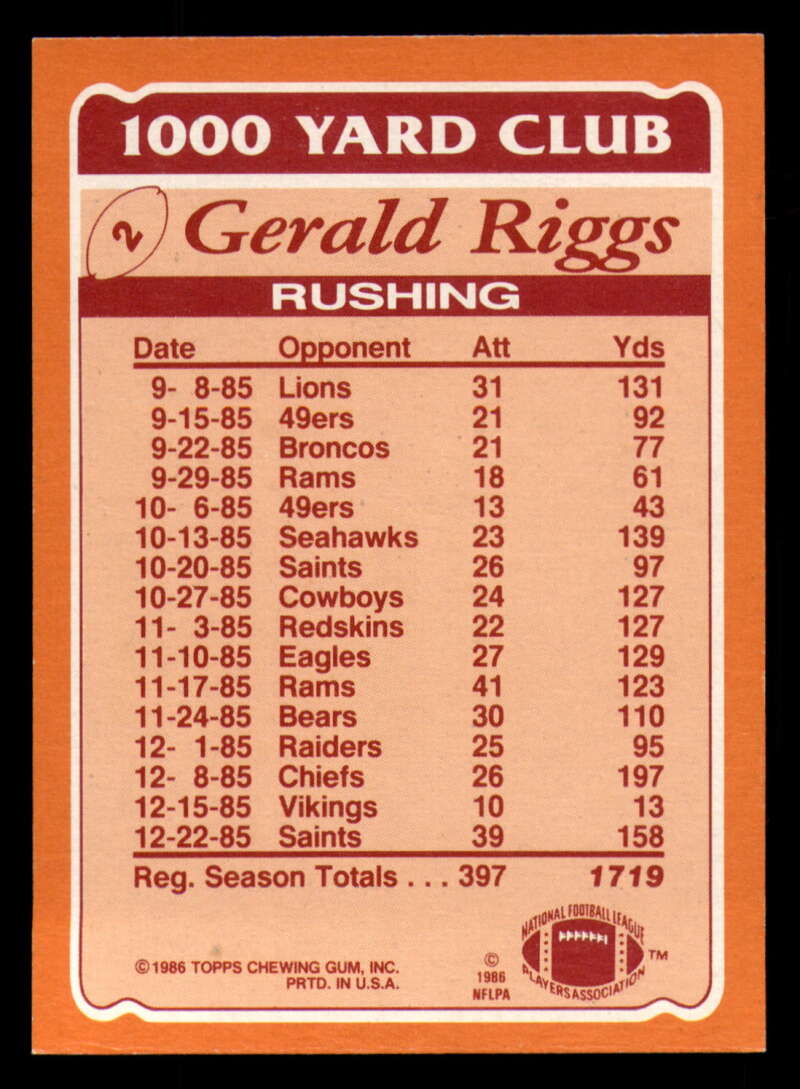 1000 YARD CLUB
2 Gerald Riggs
RUSHING
Date Opponent Att Yds
9- 8-85 Lions 31 131
9-15-85 49ers 21 92
9-22-85 Broncos 21 77
9-29-85 Rams 18 61
10- 6-85 49ers 13 43
10-13-85 Seahawks 23 139
10-20-85 Saints 26 97
10-27-85 Cowboys 24 127
11- 3-85 Redskins 22 127
11-10-85 Eagles 27 129
11-17-85 Rams 41 123
11-24-85 Bears 30 110
12- 1-85 Raiders 25 95
12- 8-85 Chiefs 26 197
12-15-85 Vikings 10 13
12-22-85 Saints 39 158
Reg. Season Totals . . . 397 1719
©1986 TOPPS CHEWING GUM, INC.
PRTD. IN U.S.A.
©
1986
NFLPA
NATIONAL FOOTBALL LEAGUE
PLAYERS ASSOCIATION
TM